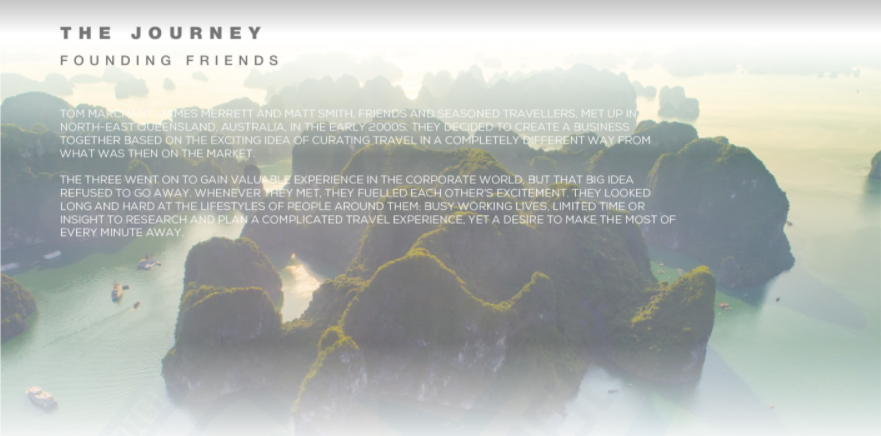 THE JOURNEY
FOUNDING FRIENDS
TOM MARCHANT, JAMES MERRETT AND MATT SMITH, FRIENDS AND SEASONED TRAVELLERS, MET UP IN
NORTH-EAST QUEENSLAND, AUSTRALIA, IN THE EARLY 2000S. THEY DECIDED TO CREATE A BUSINESS
TOGETHER BASED ON THE EXCITING IDEA OF CURATING TRAVEL IN A COMPLETELY DIFFERENT WAY FROM
WHAT WAS THEN ON THE MARKET.
THE THREE WENT ON TO GAIN VALUABLE EXPERIENCE IN THE CORPORATE WORLD, BUT THAT BIG IDEA
REFUSED TO GO AWAY. WHENEVER THEY MET, THEY FUELLED EACH OTHER'S EXCITEMENT. THEY LOOKED
LONG AND HARD AT THE LIFESTYLES OF PEOPLE AROUND THEM: BUSY WORKING LIVES, LIMITED TIME OR
INSIGHT TO RESEARCH AND PLAN A COMPLICATED TRAVEL EXPERIENCE, YET A DESIRE TO MAKE THE MOST OF
EVERY MINUTE AWAY.